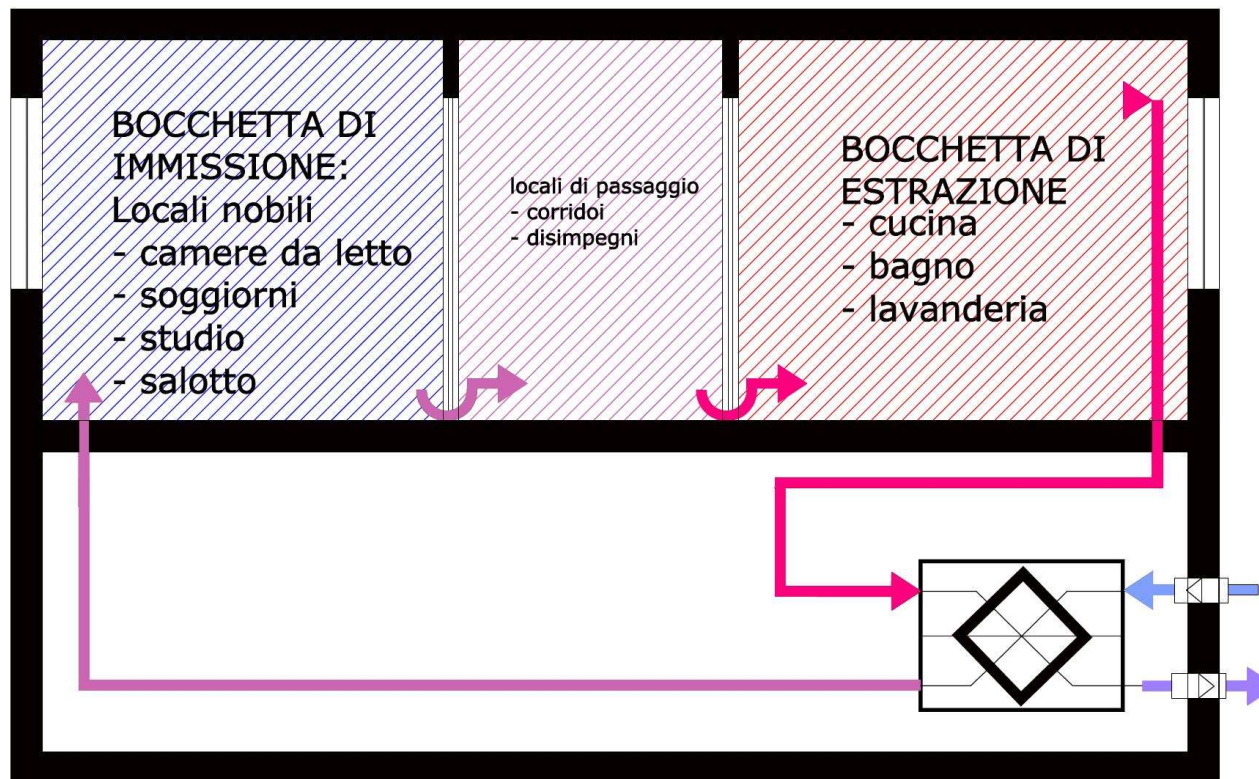 BOCCHETTA DI
IMMISSIONE:
Locali nobili
- camere da letto
- soggiorni
- studio
- salotto
locali di passaggio
- corridoi
- disimpegni
BOCCHETTA DI
ESTRAZIONE
- cucina
- bagno
- lavanderia